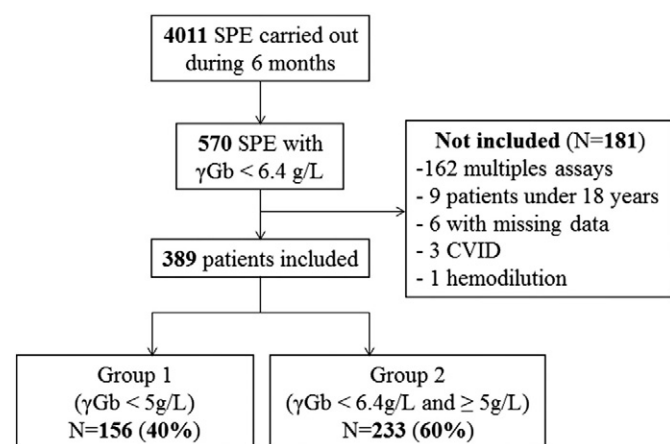 4011 SPE carried out
during 6 months
570 SPE with
γGb < 6.4 g/L
Not included (N=181)
-162 multiples assays
- 9 patients under 18 years
- 6 with missing data
- 3 CVID
- 1 hemodilution
389 patients included
Group 1
(γGb < 5g/L)
N=156 (40%)
Group 2
(γGb < 6.4g/L and ≥ 5g/L)
N=233 (60%)